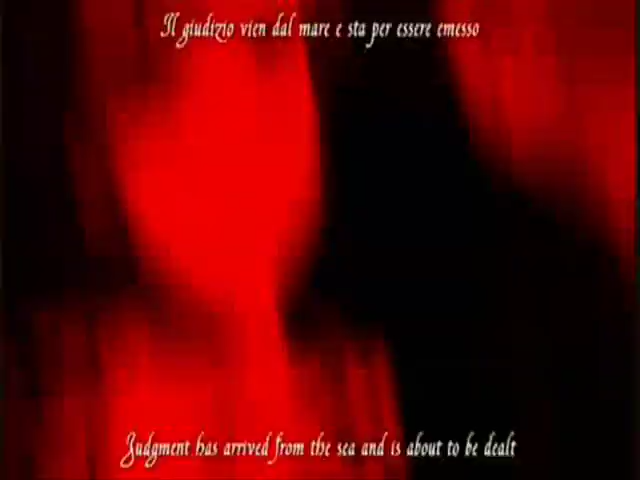 Il giudizio vien dal mare e sta per essere emesso
Judgment has arrived from the sea and is about to be dealt